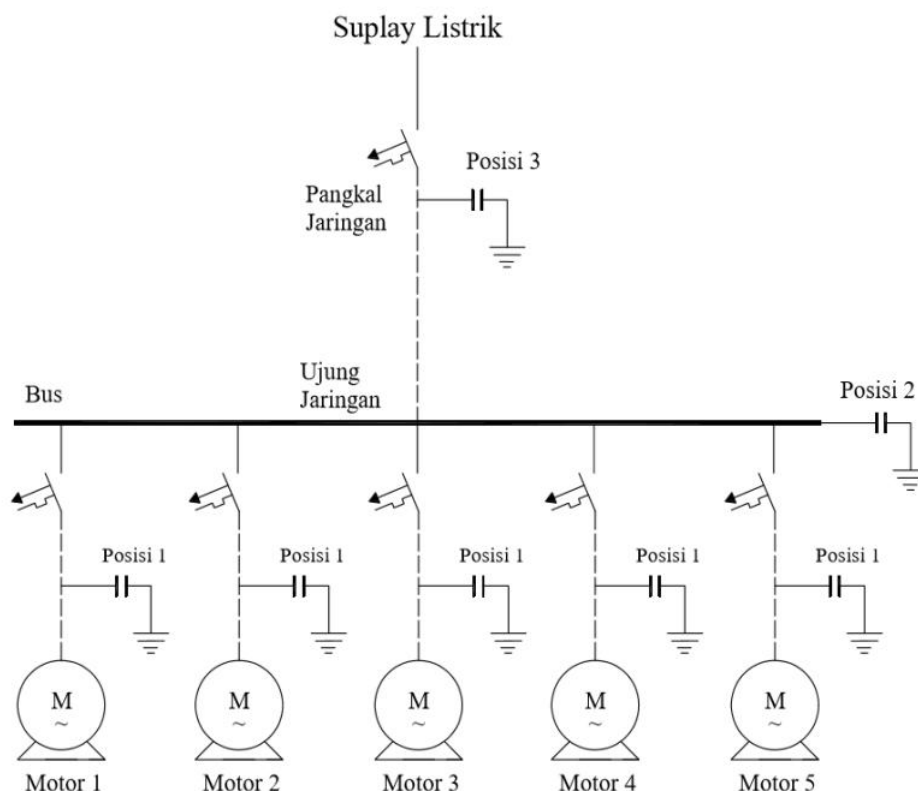 Suplay Listrik
Posisi 3
Pangkal
Jaringan
Ujung
Jaringan
Bus
Posisi 2
Posisi 1
Posisi 1
Posisi 1
Posisi 1
Posisi 1
M
~
M
~
M
~
M
~
M
~
Motor 1
Motor 2
Motor 3
Motor 4
Motor 5